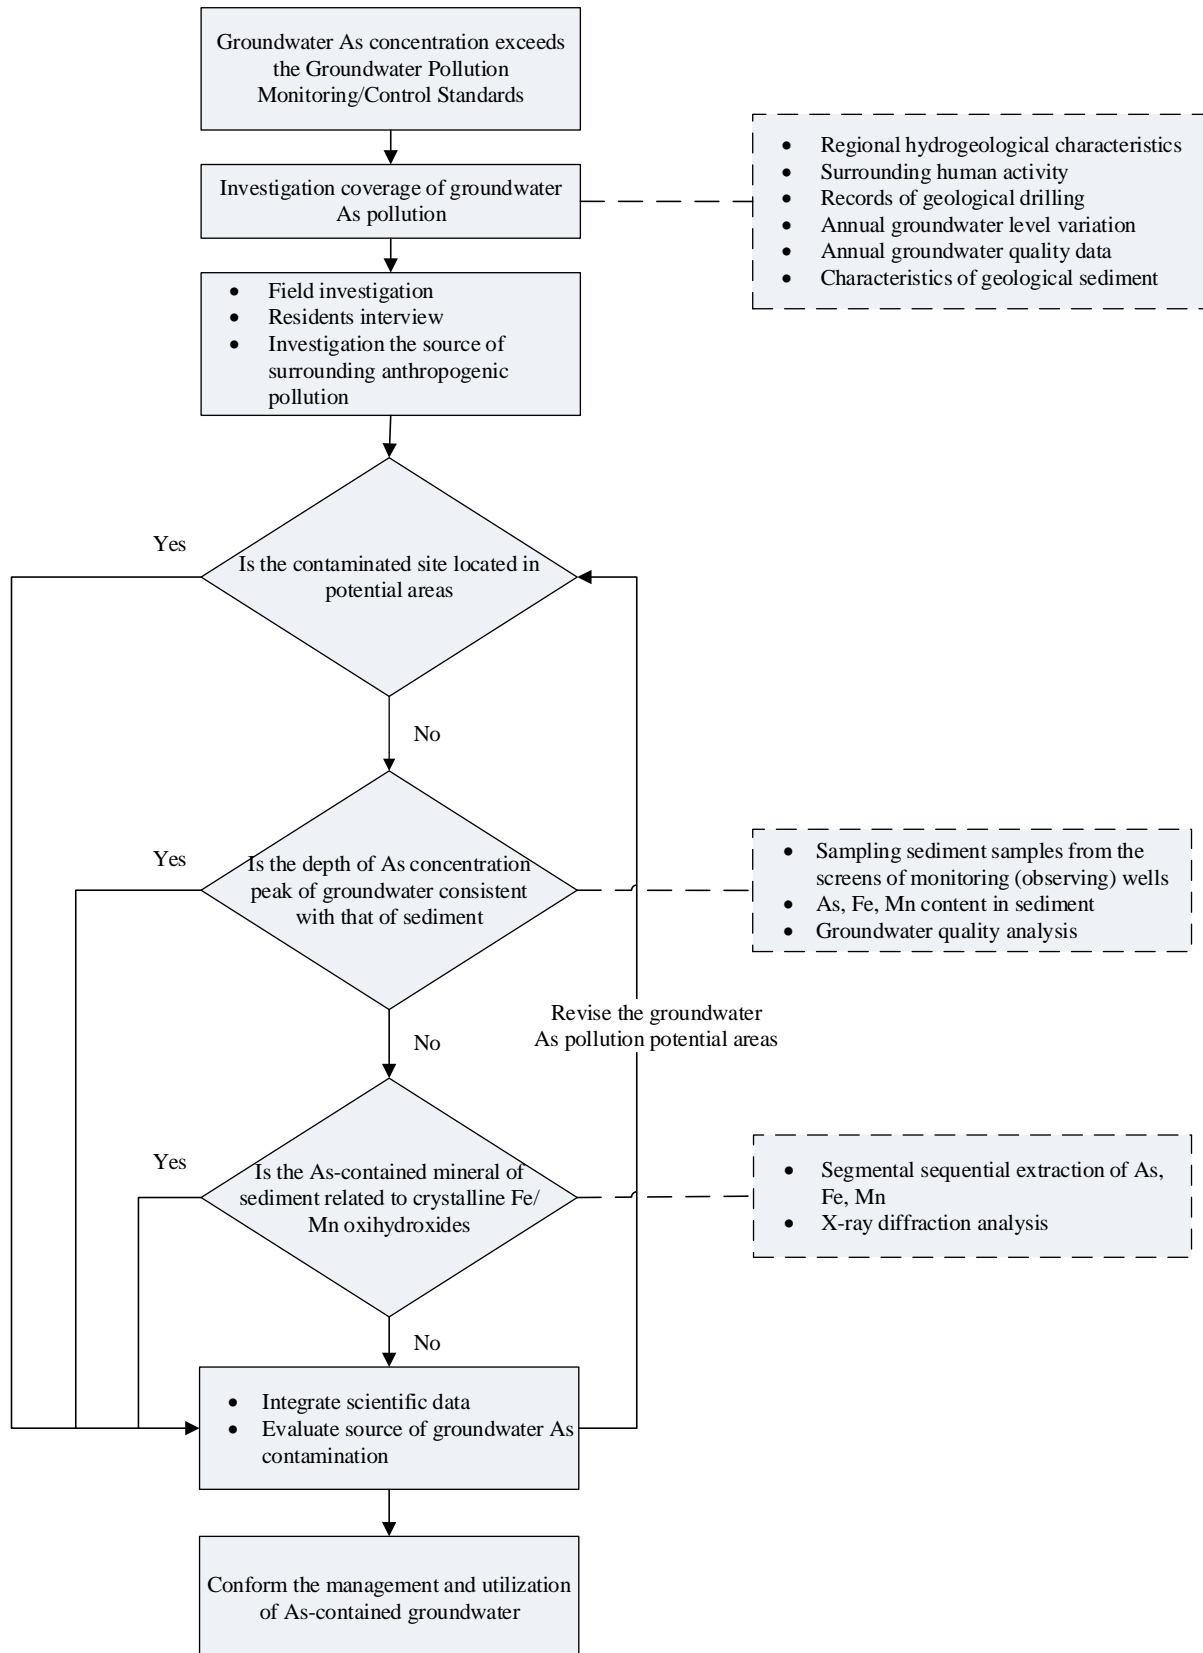 Groundwater As concentration exceeds
the Groundwater Pollution
Monitoring/Control Standards
Investigation coverage of groundwater
As pollution
• Regional hydrogeological characteristics
• Surrounding human activity
• Records of geological drilling
• Annual groundwater level variation
• Annual groundwater quality data
• Characteristics of geological sediment
• Field investigation
• Residents interview
• Investigation the source of
surrounding anthropogenic
pollution
Yes
Is the contaminated site located in
potential areas
No
Yes
Is the depth of As concentration
peak of groundwater consistent
with that of sediment
• Sampling sediment samples from the
screens of monitoring (observing) wells
• As, Fe, Mn content in sediment
• Groundwater quality analysis
Revise the groundwater
As pollution potential areas
No
Yes
Is the As-contained mineral of
sediment related to crystalline Fe/
Mn oxihydroxides
• Segmental sequential extraction of As,
Fe, Mn
• X-ray diffraction analysis
No
• Integrate scientific data
• Evaluate source of groundwater As
contamination
Conform the management and utilization
of As-contained groundwater